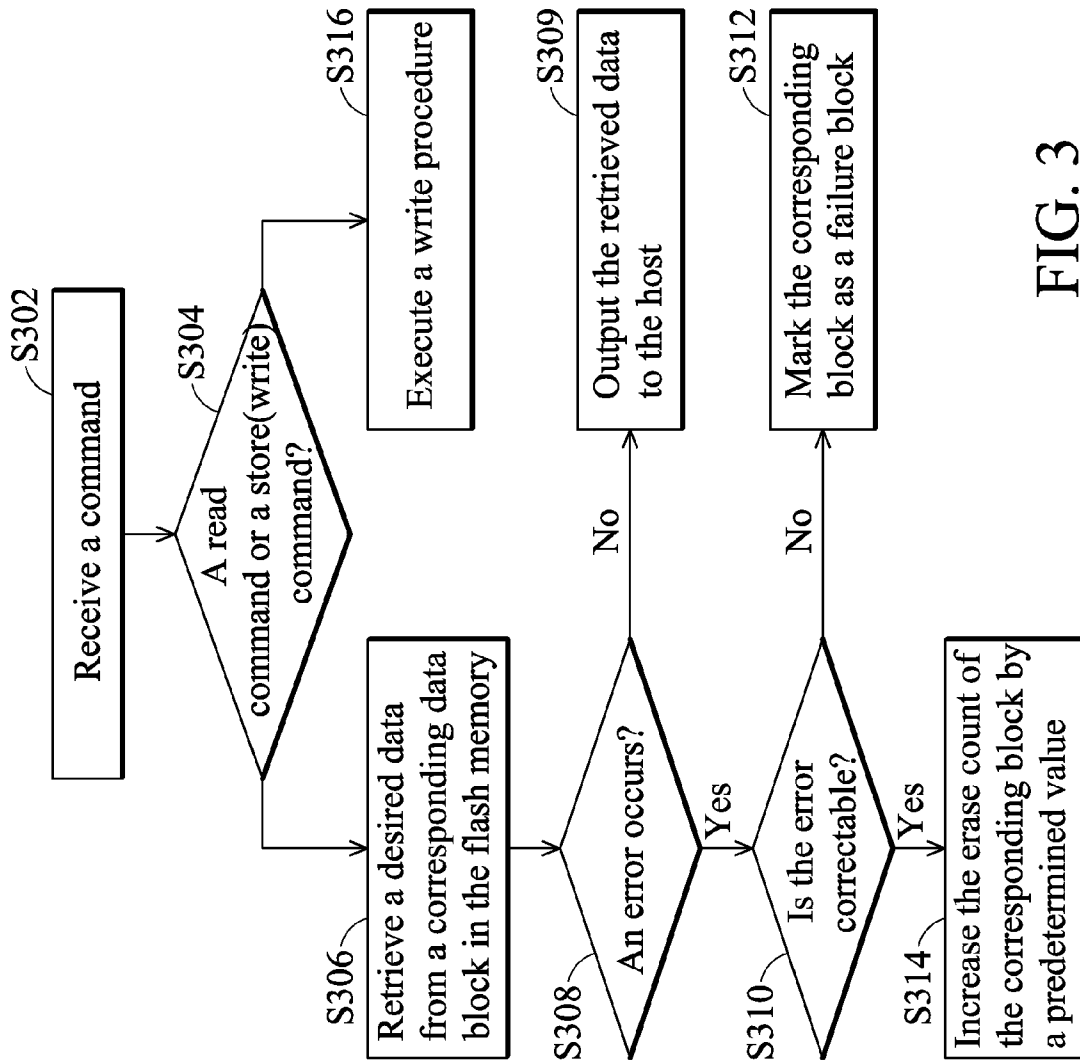 S302
Receive a command
S304
A read
command or a store(write)
command?
S316
Execute a write procedure
S306
Retrieve a desired data
from a corresponding data
block in the flash memory
S308
An error occurs?
No
S309
Output the retrieved data
to the host
Yes
S310
Is the error
correctable?
No
S312
Mark the corresponding
block as a failure block
Yes
S314
Increase the erase count of
the corresponding block by
a predetermined value
FIG. 3